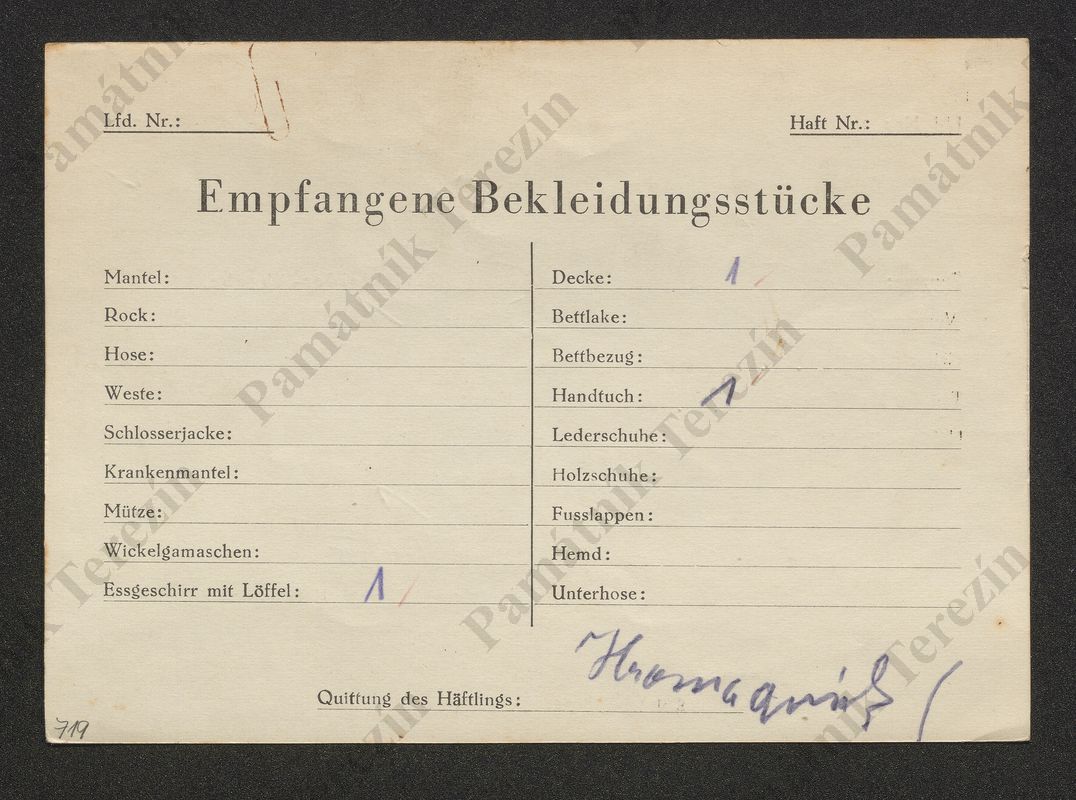 Lfd. Nr.:
Haft Nr.:
Empfangene Bekleidungsstücke
Mantel:
Rock:
Hose:
Weste:
Schlosserjacke:
Krankenmantel:
Mütze:
Wickelgamaschen:
Essgeschirr mit Löffel: 1
Decke: 1.
Bettlake:
Bettbezug:
Handtuch: 1
Lederschuhe:
Holzschuhe:
Fusslappen:
Hemd:
Unterhose:
Quittung des Häftlings:
719
Památník Terezín